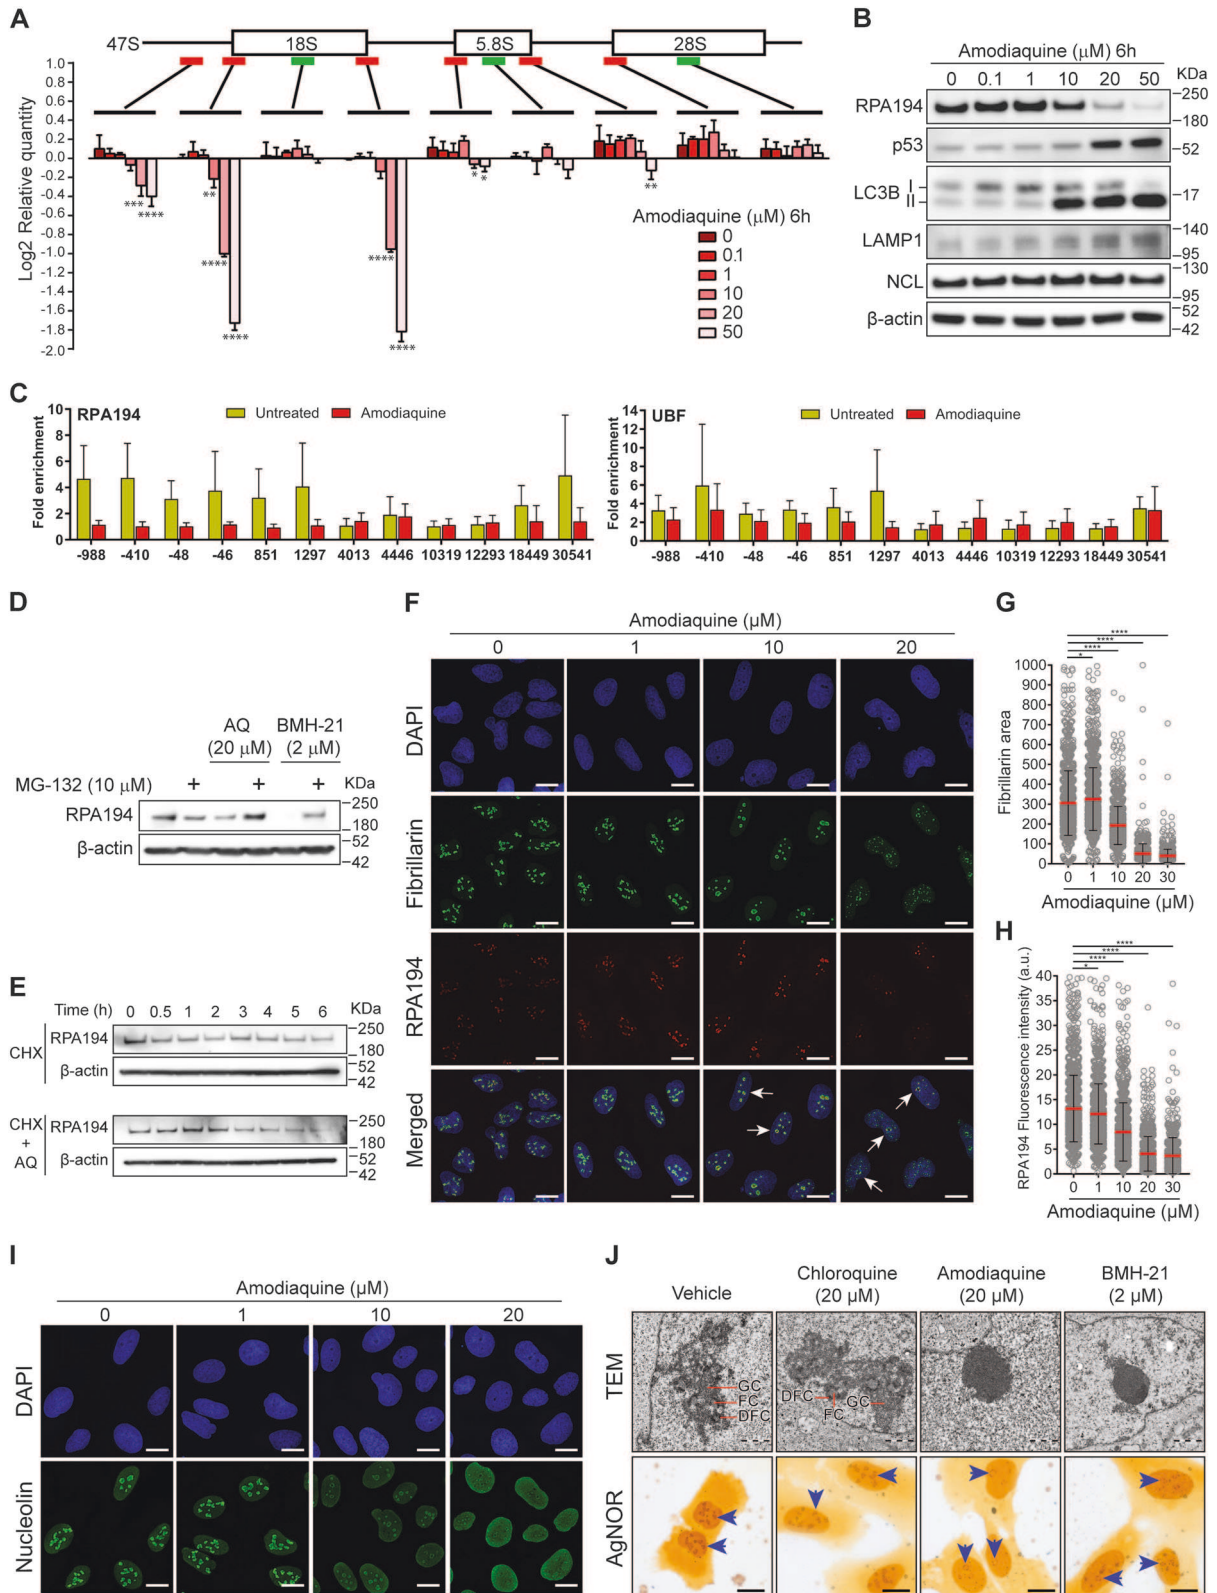 A
47S
18S
5.8S
28S
Log2 Relative quantity
1.0
0.8
0.6
0.4
0.2
0.0
-0.2
-0.4
-0.6
-0.8
-1.0
-1.2
-1.4
-1.6
-1.8
-2.0
***
****
**
****
****
****
****
*
*
**
Amodiaquine (µM) 6h
0
0.1
1
10
20
50
B
Amodiaquine (µM) 6h
0 0.1 1 10 20 50 KDa
RPA194 –250
–180
p53 –52
LC3B I– II– –17
LAMP1 –140
–95
NCL –130
–95
β-actin –52
–42
C
RPA194
Untreated Amodiaquine
Fold enrichment
10
8
6
4
2
0
-988 -410 -48 -46 851 1297 4013 4446 10319 12293 18449 30541
UBF
Untreated Amodiaquine
Fold enrichment
14
12
10
8
6
4
2
0
-988 -410 -48 -46 851 1297 4013 4446 10319 12293 18449 30541
D
AQ BMH-21
(20 µM) (2 µM)
MG-132 (10 µM) + + + KDa
RPA194 –250
–180
β-actin –52
–42
E
Time (h) 0 0.5 1 2 3 4 5 6 KDa
CHX
RPA194 –250
–180
β-actin –52
–42
CHX
+
AQ
RPA194 –250
–180
β-actin –52
–42
F
Amodiaquine (µM)
0 1 10 20
DAPI
Fibrillarin
RPA194
Merged
G
****
****
****
*
Fibrillarin area
1000
900
800
700
600
500
400
300
200
100
0
0 1 10 20 30
Amodiaquine (µM)
H
****
****
****
*
RPA194 Fluorescence intensity (a.u.)
40
35
30
25
20
15
10
5
0
0 1 10 20 30
Amodiaquine (µM)
I
Amodiaquine (µM)
0 1 10 20
DAPI
Nucleolin
J
Vehicle
Chloroquine
(20 µM)
Amodiaquine
(20 µM)
BMH-21
(2 µM)
TEM
GC
FC
DFC
DFC
FC
GC
AgNOR